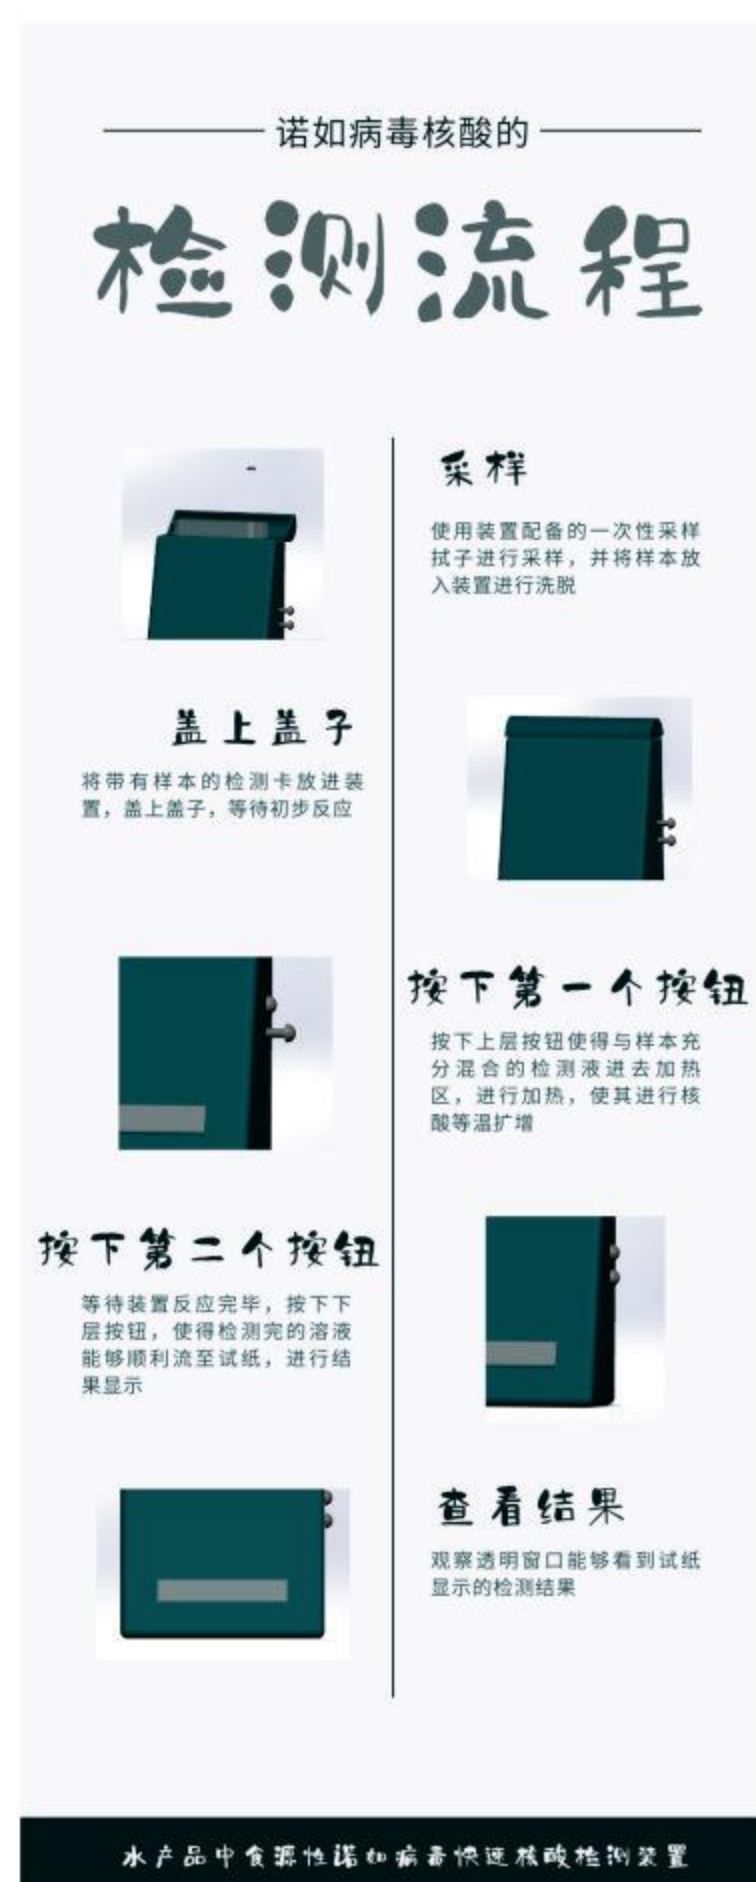 诺如病毒核酸的
检测流程
采样
使用装置配备的一次性采样
拭子进行采样，并将样本放
入装置进行洗脱
盖上盖子
将带有样本的检测卡放进装
置，盖上盖子，等待初步反应
按下第一个按钮
按下上层按钮使得与样本充
分混合的检测液进去加热
区，进行加热，使其进行核
酸等温扩增
按下第二个按钮
等待装置反应完毕，按下下
层按钮，使得检测完的溶液
能够顺利流至试纸，进行结
果显示
查看结果
观察透明窗口能够看到试纸
显示的检测结果
水产品中食源性诺如病毒快速核酸检测装置